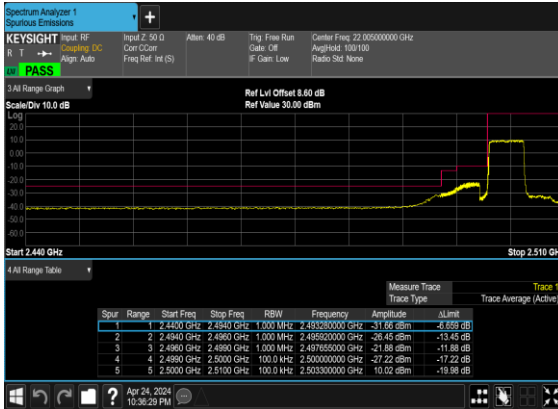 Spectrum Analyzer 1
Spurious Emissions
KEYSIGHT
R T
PASS
Input: RF
Coupling: DC
Align: Auto
Input Z: 50 Ω
Corr CCorr
Freq Ref: Int (S)
Atten: 40 dB
Trig: Free Run
Gate: Off
IF Gain: Low
Center Freq: 22.005000000 GHz
Avg|Hold: 100/100
Radio Std: None
3 All Range Graph
Scale/Div 10.0 dB
Ref Lvl Offset 8.60 dB
Ref Value 30.00 dBm
Log
20.0
10.0
0.00
-10.0
-20.0
-30.0
-40.0
-50.0
-60.0
Start 2.440 GHz
Stop 2.510 GH
4 All Range Table
Measure Trace Trace 1
Trace Type Trace Average (Active)
Spur Range Start Freq Stop Freq RBW Frequency Amplitude ΔLimit
1 1 2.4400 GHz 2.4940 GHz 1.000 MHz 2.493280000 GHz -31.66 dBm -6.659 dB
2 2 2.4940 GHz 2.4960 GHz 1.000 MHz 2.495920000 GHz -26.45 dBm -13.45 dB
3 3 2.4960 GHz 2.4990 GHz 1.000 MHz 2.497655000 GHz -21.88 dBm -11.88 dB
4 4 2.4990 GHz 2.5000 GHz 100.0 kHz 2.500000000 GHz -27.22 dBm -17.22 dB
5 5 2.5000 GHz 2.5100 GHz 100.0 kHz 2.503300000 GHz 10.02 dBm -19.98 dB
Apr 24, 2024
10:36:29 PM